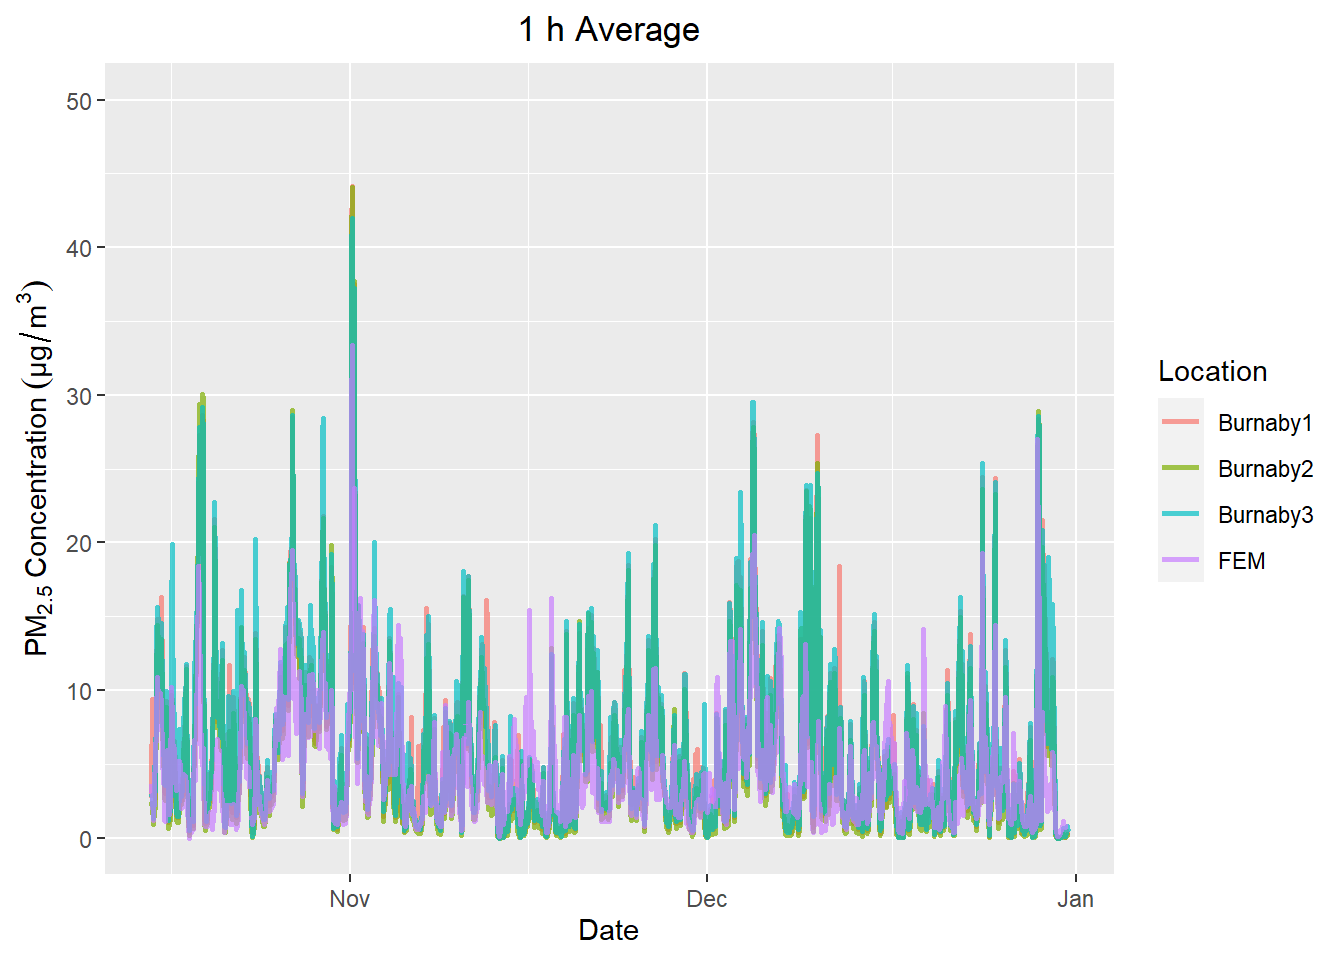 1 h Average
PM2.5 Concentration (µg/m³)
50
40
30
20
10
0
Nov
Dec
Jan
Date
Location
Burnaby1
Burnaby2
Burnaby3
FEM